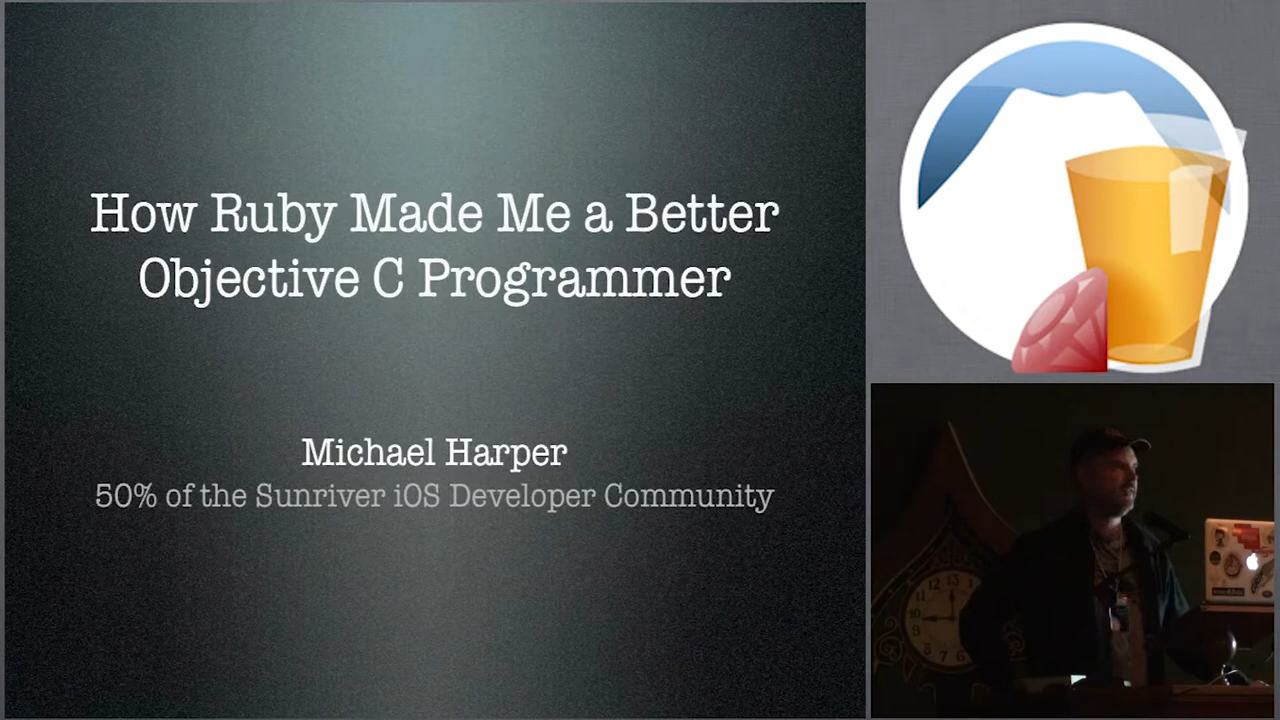 How Ruby Made Me a Better
Objective C Programmer
Michael Harper
50% of the Sunriver iOS Developer Community